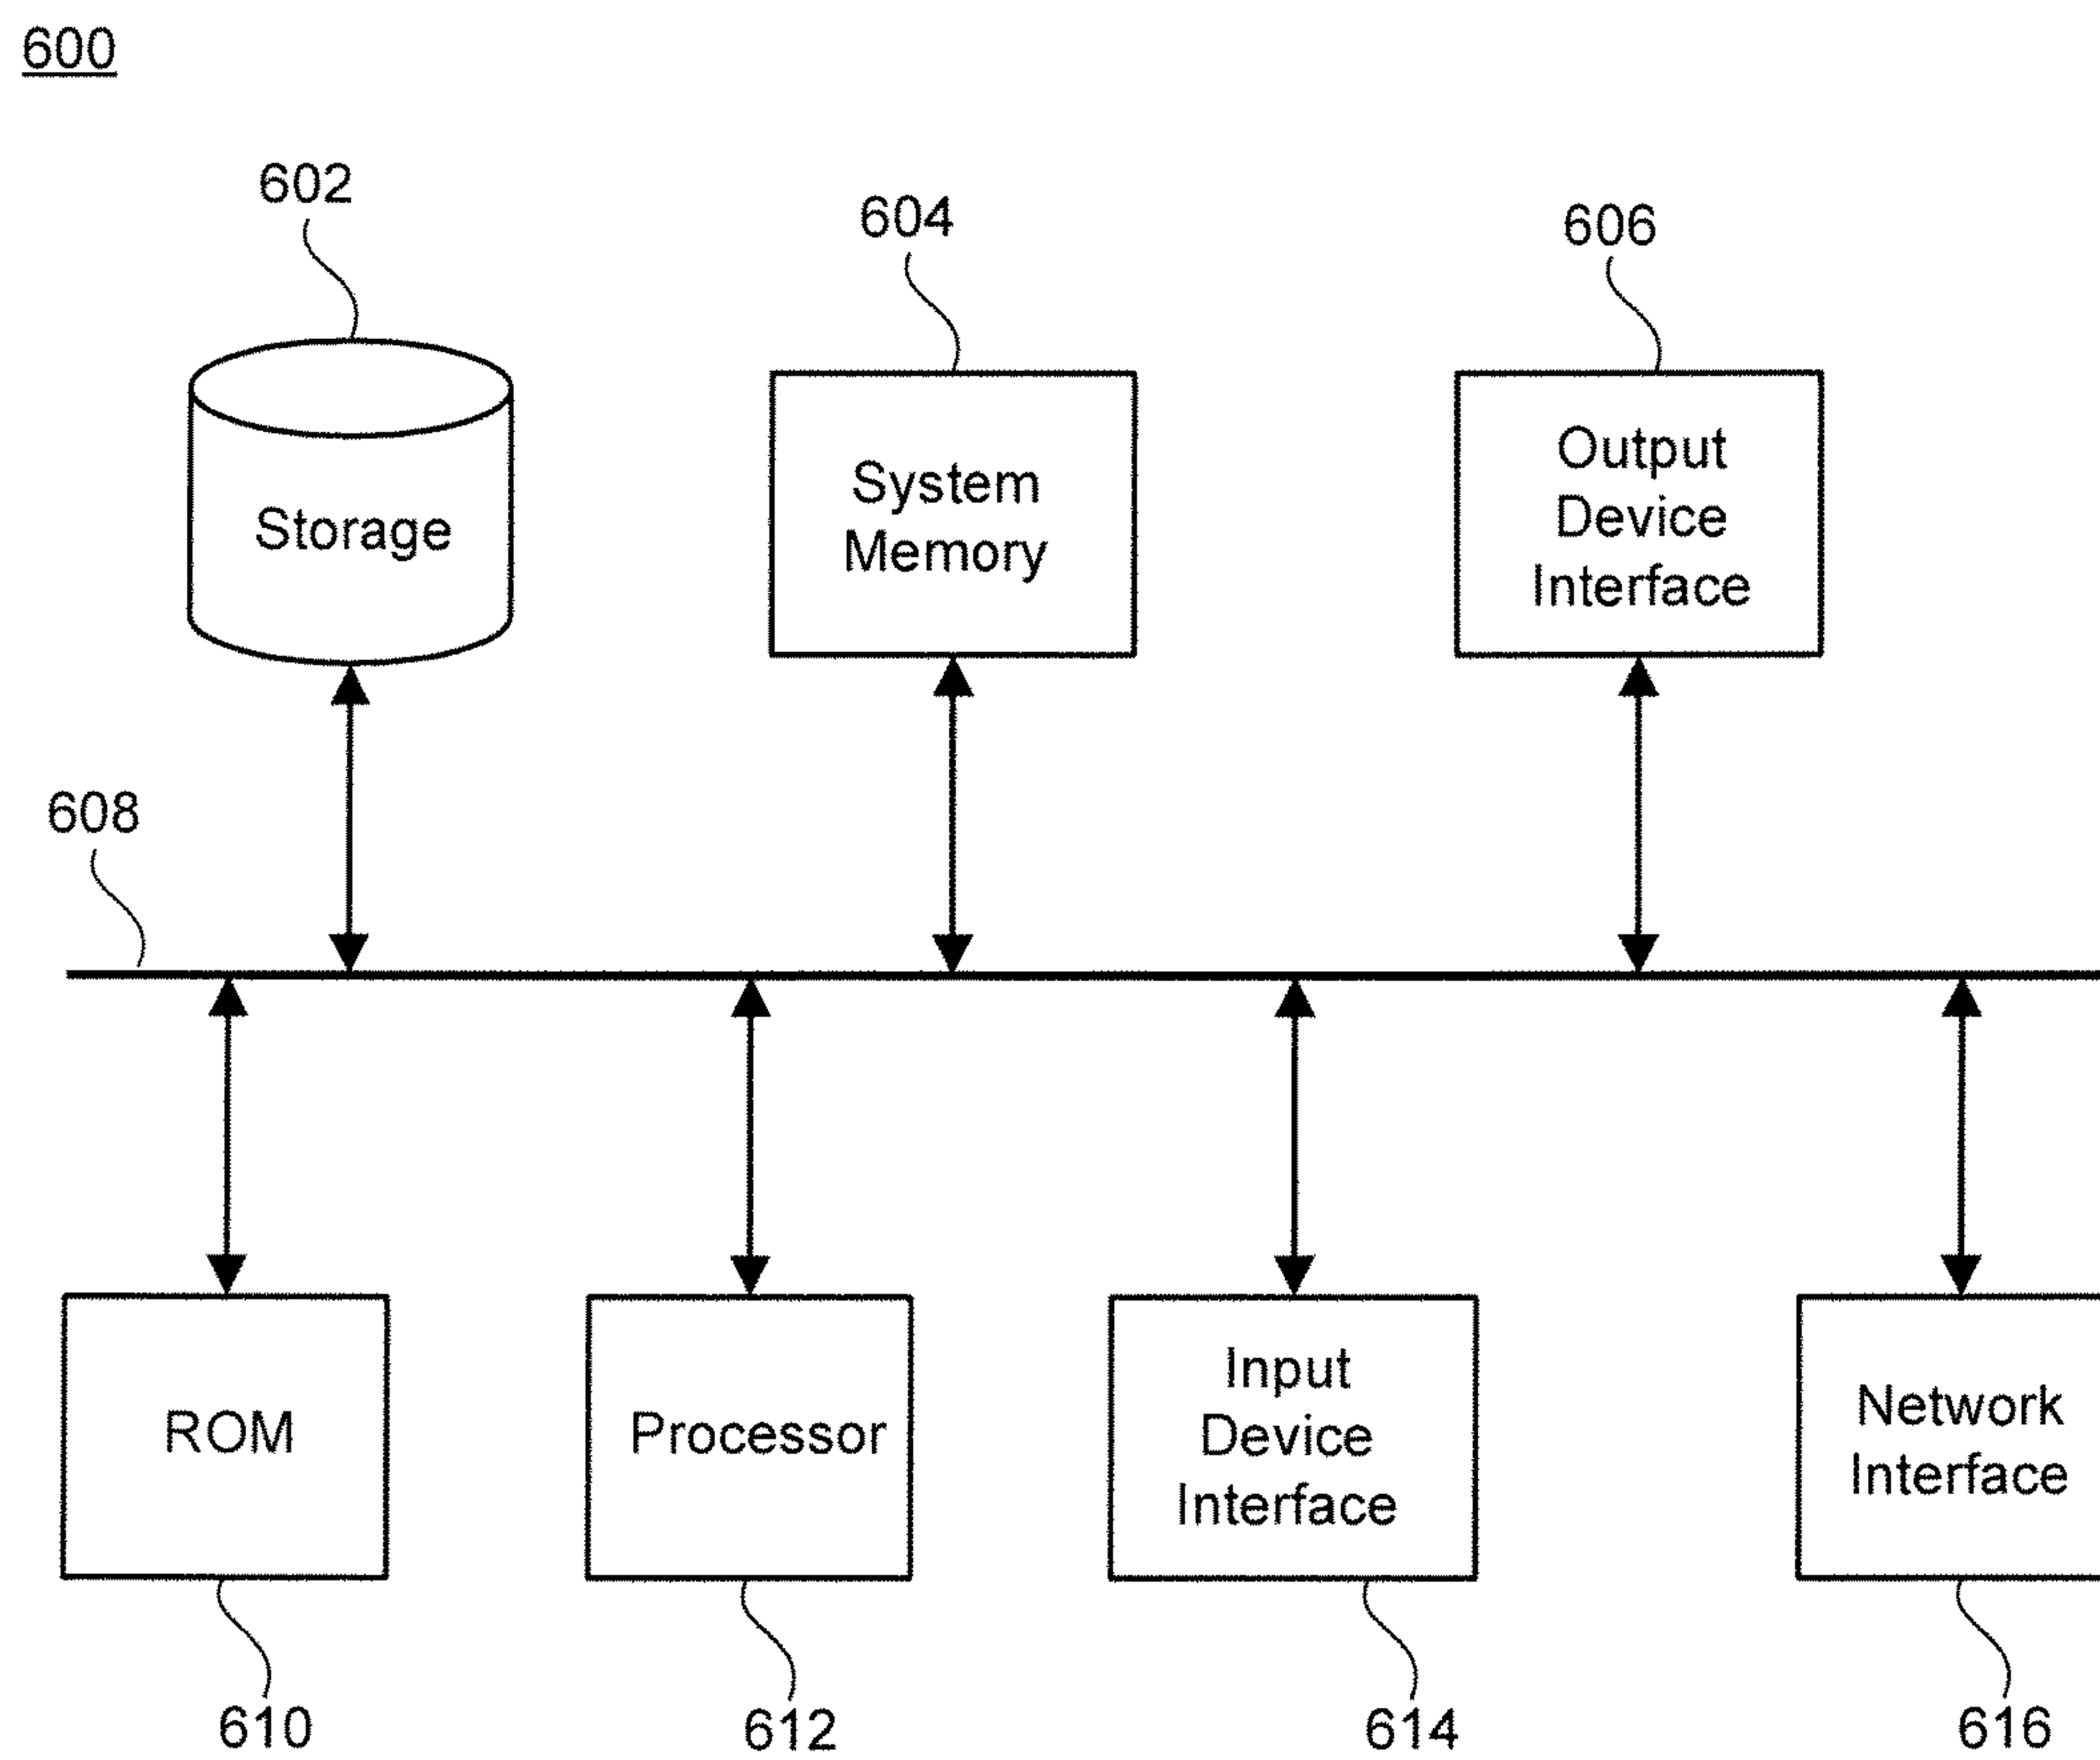 600
602
604
606
Storage
System
Memory
Output
Device
Interface
608
ROM
Processor
Input
Device
Interface
Network
Interface
610
612
614
616